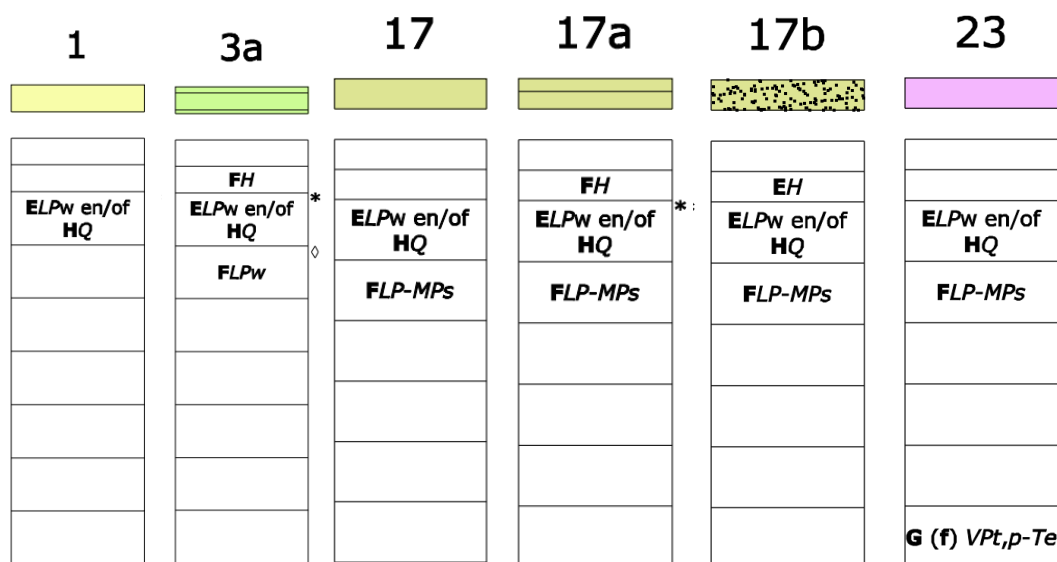 1 3a 17 17a 17b 23
FH FH EH
*
ELPw en/of
HQ
ELPw en/of
HQ
ELPw en/of
HQ
ELPw en/of
HQ
* :
ELPw en/of
HQ
ELPw en/of
HQ
◊
FLPw
FLP-MPs
FLP-MPs
FLP-MPs
FLP-MPs
G (f) VPt,p-Te